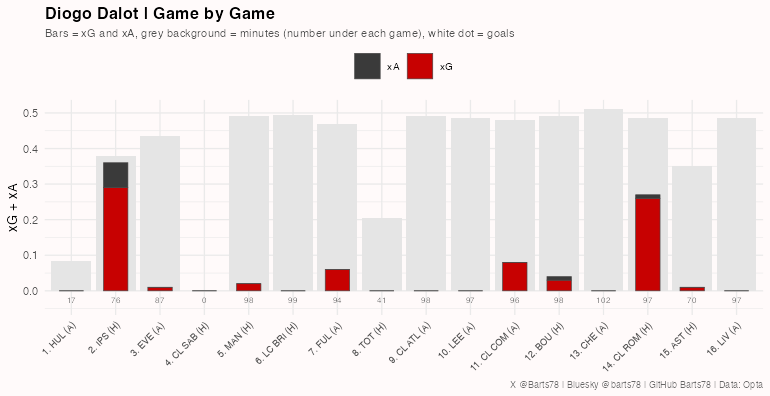 Diogo Dalot | Game by Game
Bars = xG and xA, grey background = minutes (number under each game), white dot = goals
xA xG
xG + xA
0.5
0.4
0.3
0.2
0.1
0.0
17 76 87 0 98 99 94 41 98 97 96 98 102 97 70 97
1. HUL (A)
2. IPS (H)
3. EVE (A)
4. CL SAB (H)
5. MAN (H)
6. LC BRI (H)
7. FUL (A)
8. TOT (H)
9. CL ATL (A)
10. LEE (A)
11. CL COM (A)
12. BOU (H)
13. CHE (A)
14. CL ROM (H)
15. AST (H)
16. LIV (A)
X @Barts78 | Bluesky @barts78 | GitHub Barts78 | Data: Opta